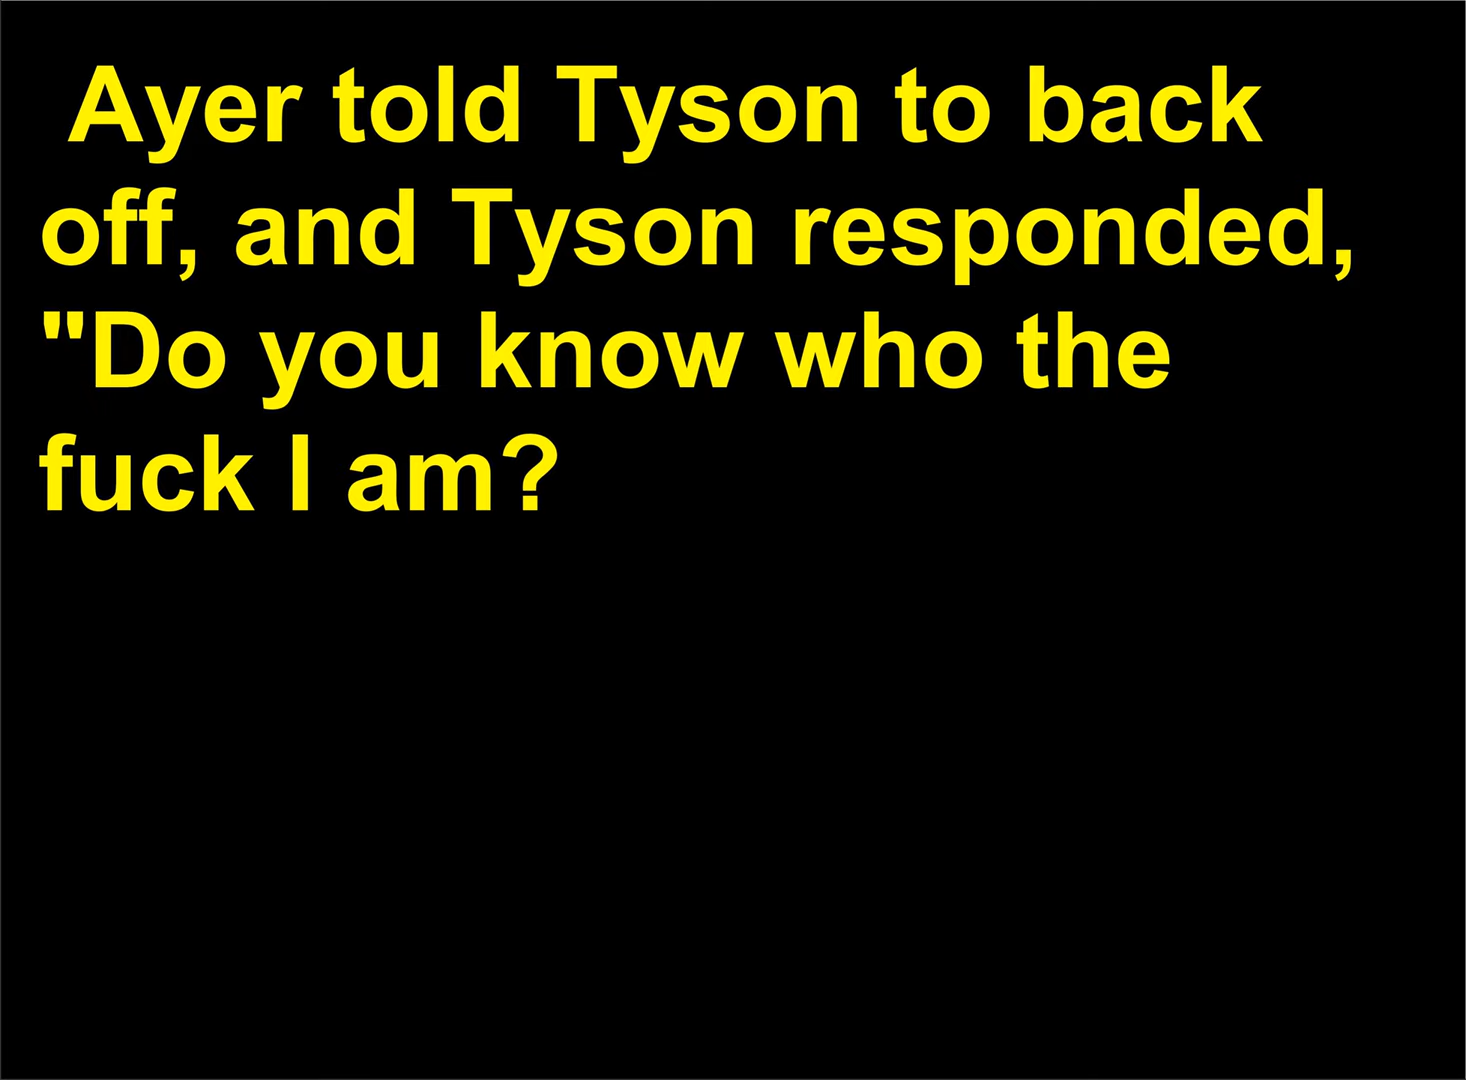 Ayer told Tyson to back
off, and Tyson responded,
"Do you know who the
fuck I am?